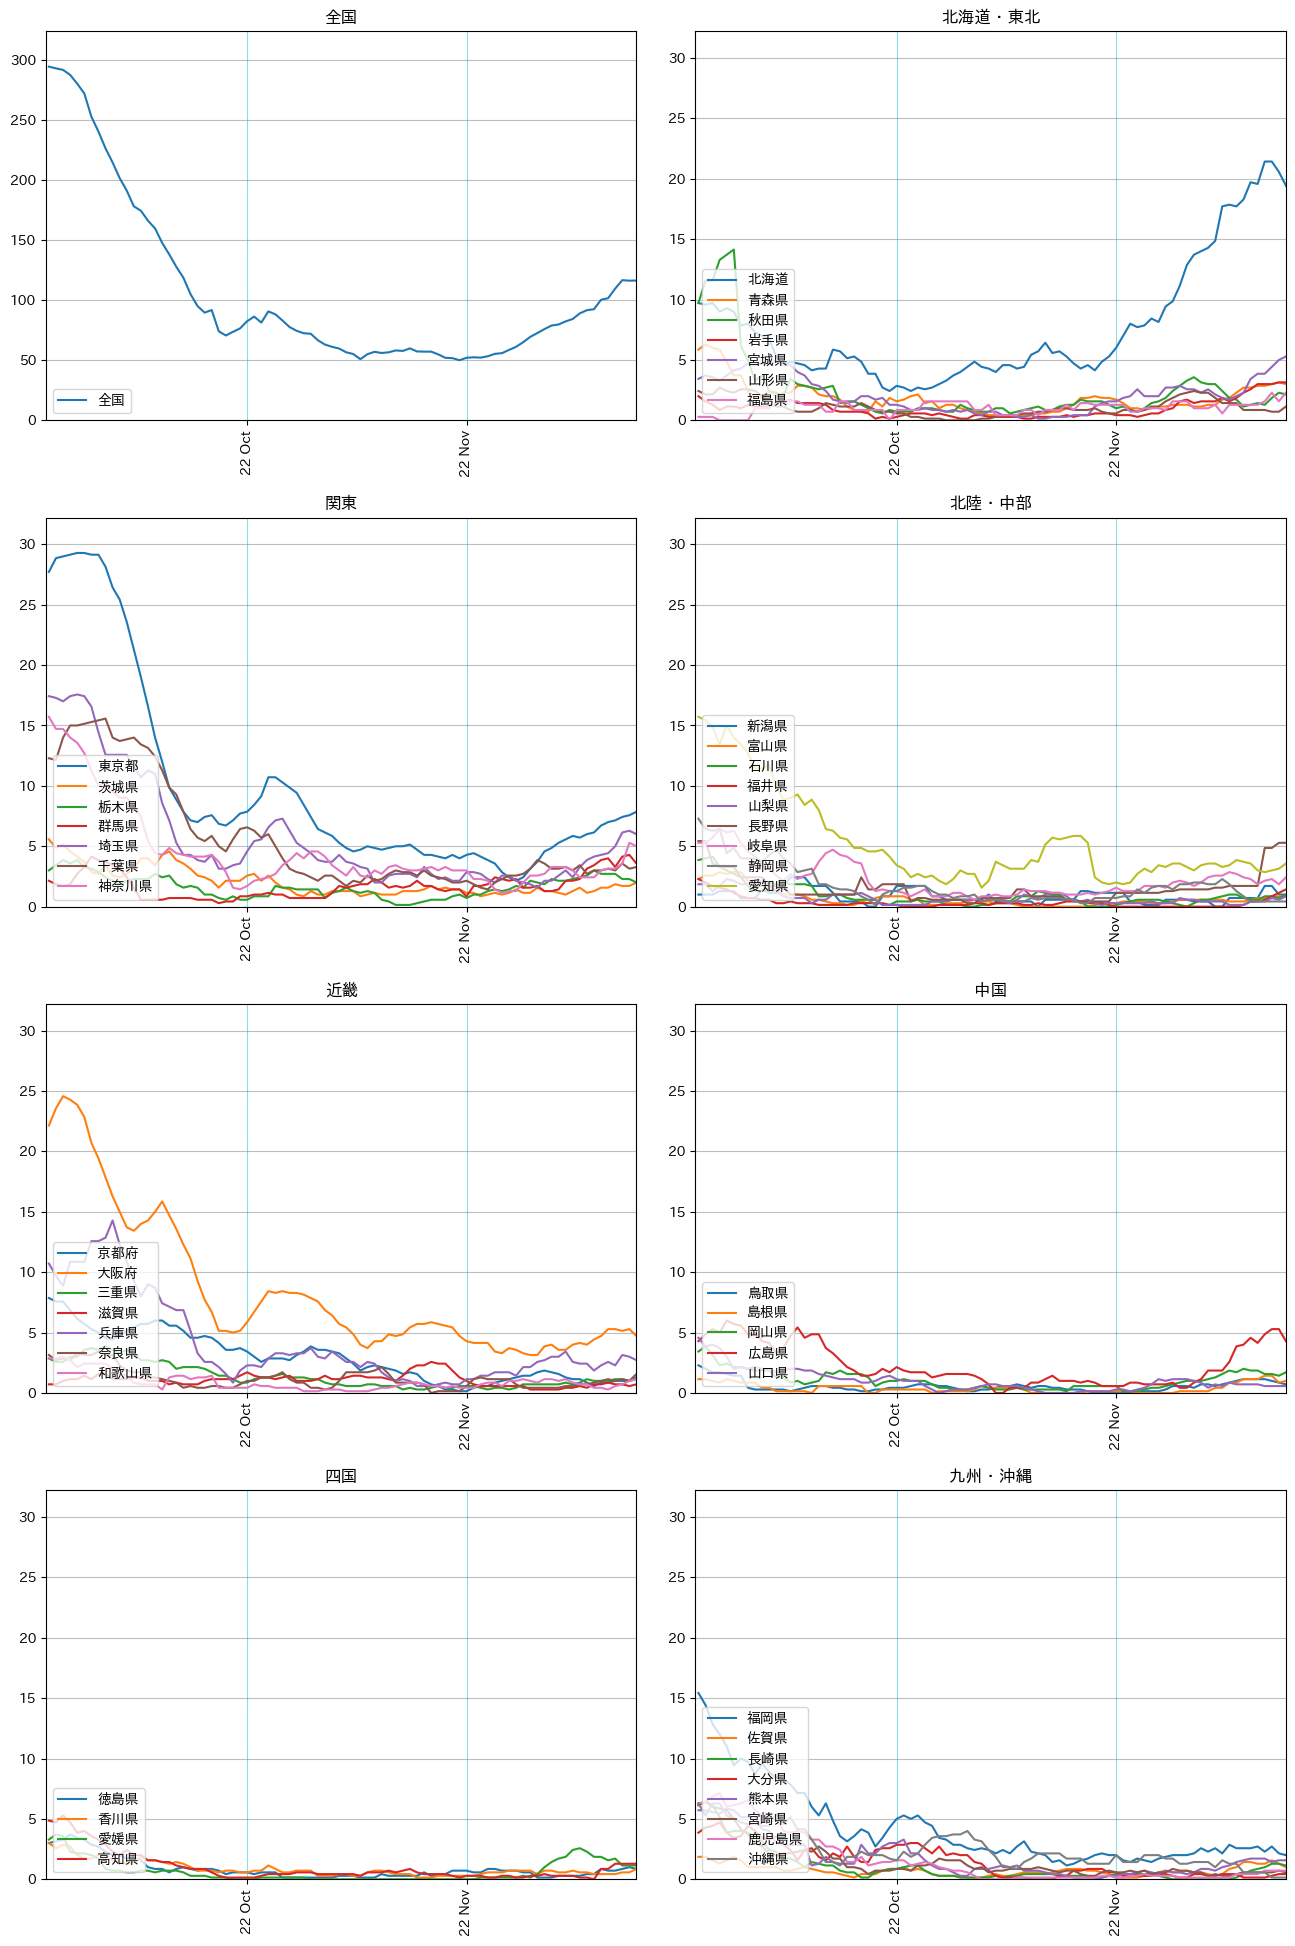 全国
300
250
200
150
100
50
0
全国
22 Oct
22 Nov
北海道・東北
30
25
20
15
10
5
0
北海道
青森県
秋田県
岩手県
宮城県
山形県
福島県
22 Oct
22 Nov
関東
30
25
20
15
10
5
0
東京都
茨城県
栃木県
群馬県
埼玉県
千葉県
神奈川県
22 Oct
22 Nov
北陸・中部
30
25
20
15
10
5
0
新潟県
富山県
石川県
福井県
山梨県
長野県
岐阜県
静岡県
愛知県
22 Oct
22 Nov
近畿
30
25
20
15
10
5
0
京都府
大阪府
三重県
滋賀県
兵庫県
奈良県
和歌山県
22 Oct
22 Nov
中国
30
25
20
15
10
5
0
鳥取県
島根県
岡山県
広島県
山口県
22 Oct
22 Nov
四国
30
25
20
15
10
5
0
徳島県
香川県
愛媛県
高知県
22 Oct
22 Nov
九州・沖縄
30
25
20
15
10
5
0
福岡県
佐賀県
長崎県
大分県
熊本県
宮崎県
鹿児島県
沖縄県
22 Oct
22 Nov